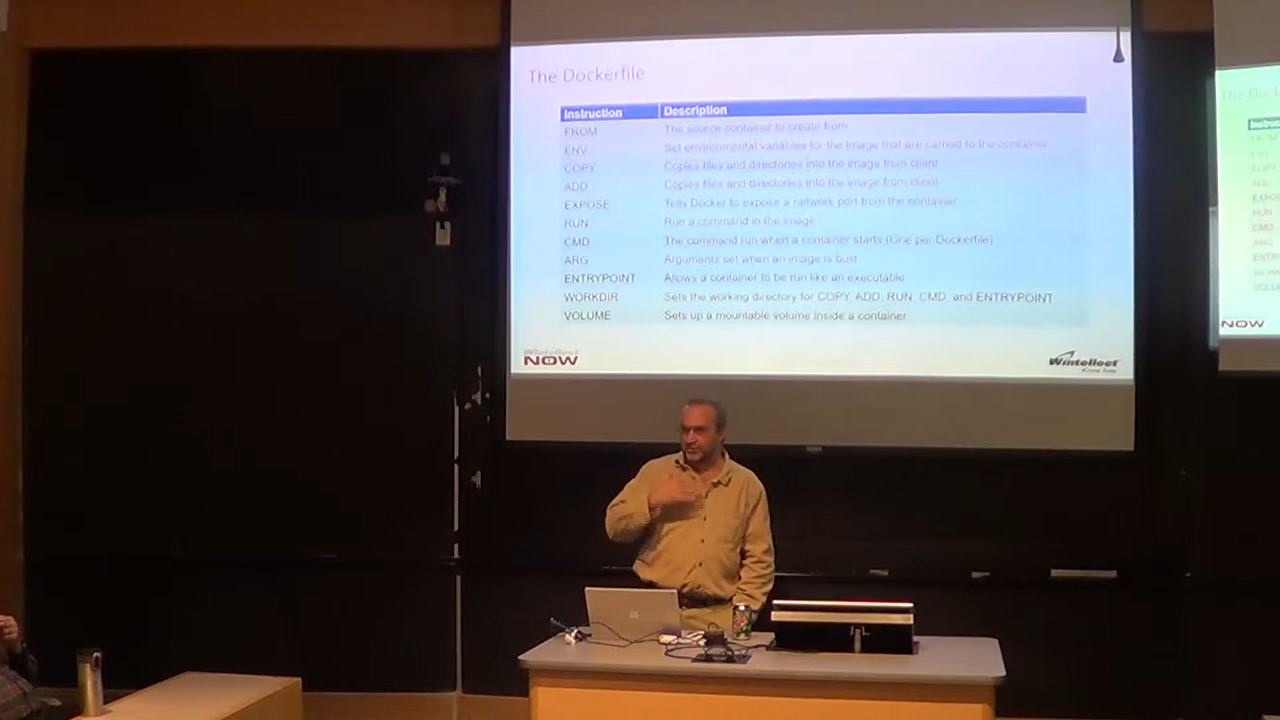 The Dockerfile
Instruction Description
FROM The source container to create from
ENV Set environmental variables for the image that are carried to the container
COPY Copies files and directories into the image from client
ADD Copies files and directories into the image from client
EXPOSE Tells Docker to expose a network port from the container
RUN Run a command in the image
CMD The command run when a container starts (One per Dockerfile)
ARG Arguments set when an image is built
ENTRYPOINT Allows a container to be run like an executable
WORKDIR Sets the working directory for COPY, ADD, RUN, CMD, and ENTRYPOINT
VOLUME Sets up a mountable volume inside a container
Wintellect
NOW
Wintellect
Know how.
The Dock
NOW